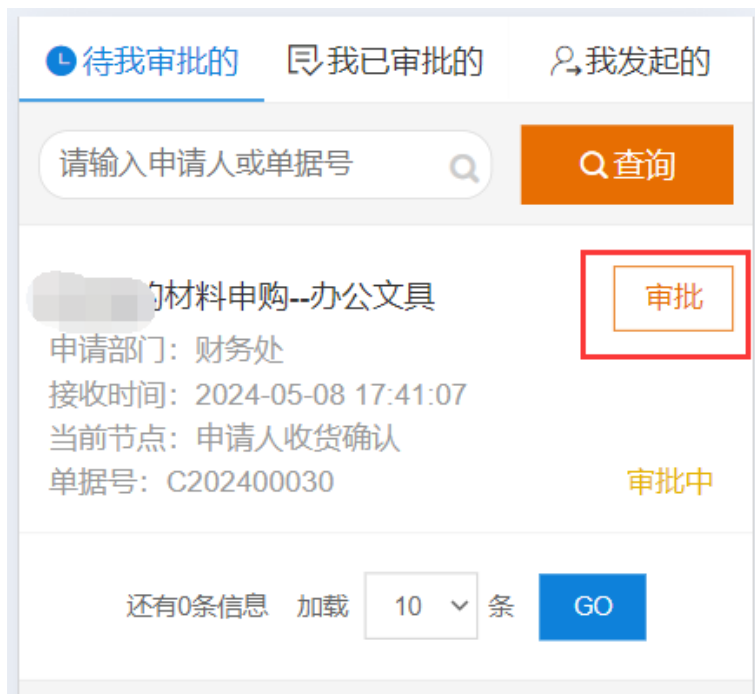 待我审批的 我已审批的 我发起的
请输入申请人或单据号 查询
材料申购--办公文具 审批
申请部门：财务处
接收时间：2024-05-08 17:41:07
当前节点：申请人收货确认
单据号：C202400030 审批中
还有0条信息 加载 10 条 GO